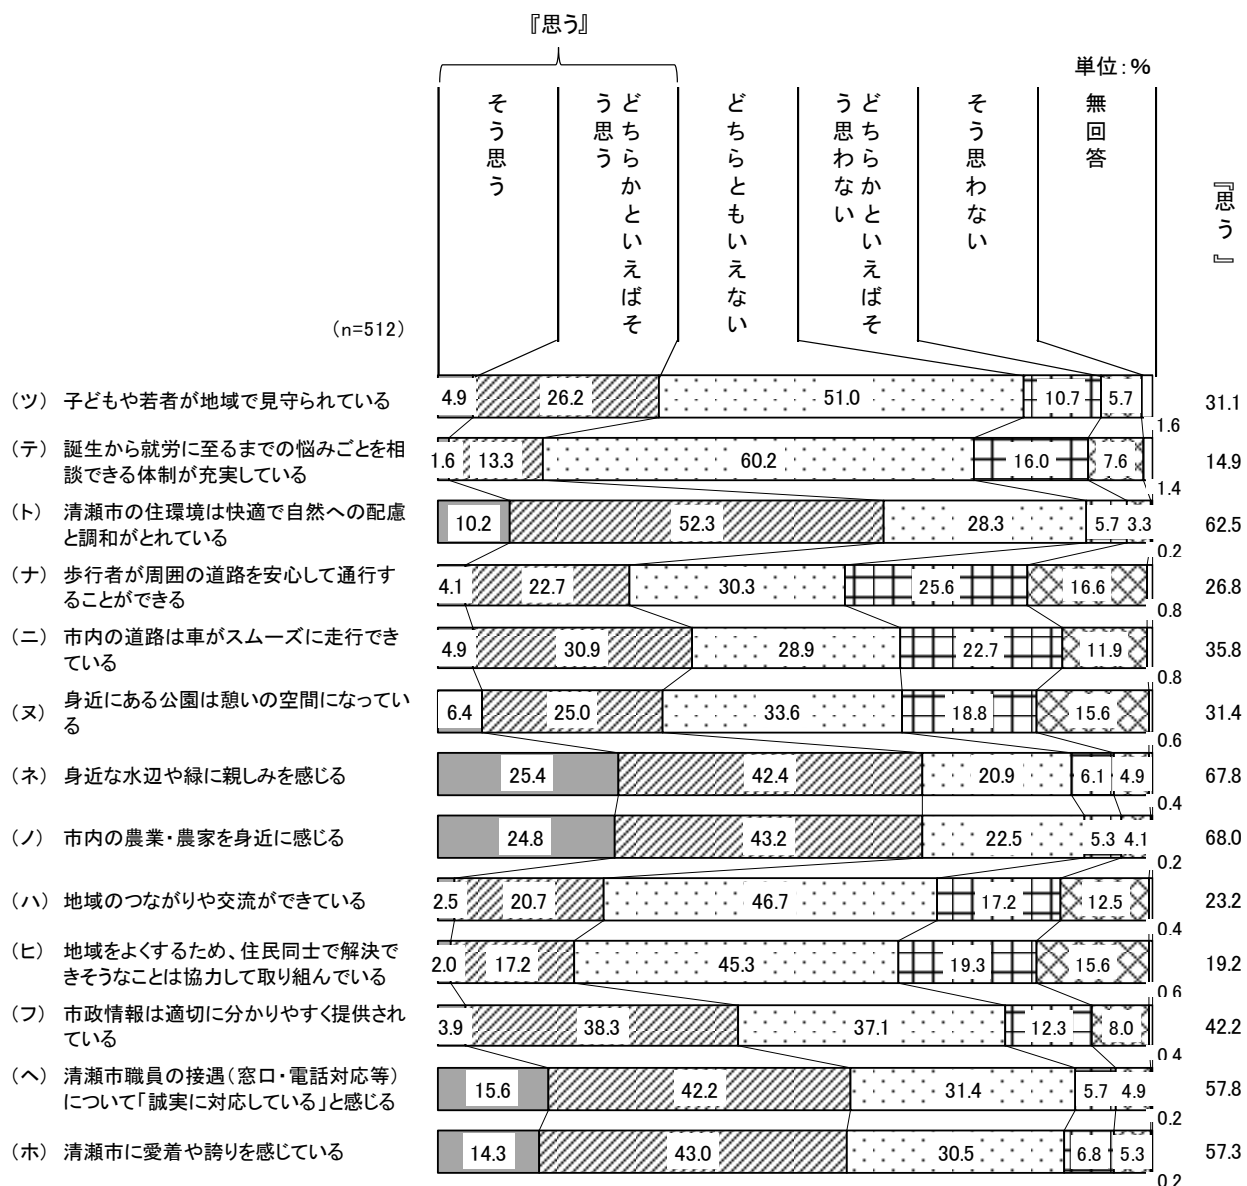 『思う』
単位：％
そう思う
どちらかといえばそ
う思う
どちらともいえない
どちらかといえばそ
う思わない
そう思わない
無回答
『思う』
（n=512）
（ツ） 子どもや若者が地域で見守られている 4.9 26.2 51.0 10.7 5.7 31.1
1.6
（テ） 誕生から就労に至るまでの悩みごとを相
談できる体制が充実している 1.6 13.3 60.2 16.0 7.6 14.9
1.4
（ト） 清瀬市の住環境は快適で自然への配慮
と調和がとれている 10.2 52.3 28.3 5.7 3.3 62.5
0.2
（ナ） 歩行者が周囲の道路を安心して通行す
ることができる 4.1 22.7 30.3 25.6 16.6 26.8
0.8
（ニ） 市内の道路は車がスムーズに走行でき
ている 4.9 30.9 28.9 22.7 11.9 35.8
0.8
（ヌ） 身近にある公園は憩いの空間になってい
る 6.4 25.0 33.6 18.8 15.6 31.4
0.6
（ネ） 身近な水辺や緑に親しみを感じる 25.4 42.4 20.9 6.1 4.9 67.8
0.4
（ノ） 市内の農業・農家を身近に感じる 24.8 43.2 22.5 5.3 4.1 68.0
0.2
（ハ） 地域のつながりや交流ができている 2.5 20.7 46.7 17.2 12.5 23.2
0.4
（ヒ） 地域をよくするため、住民同士で解決で
きそうなことは協力して取り組んでいる 2.0 17.2 45.3 19.3 15.6 19.2
0.6
（フ） 市政情報は適切に分かりやすく提供され
ている 3.9 38.3 37.1 12.3 8.0 42.2
0.4
（ヘ） 清瀬市職員の接遇（窓口・電話対応等）
について「誠実に対応している」と感じる 15.6 42.2 31.4 5.7 4.9 57.8
0.2
（ホ） 清瀬市に愛着や誇りを感じている 14.3 43.0 30.5 6.8 5.3 57.3
0.2